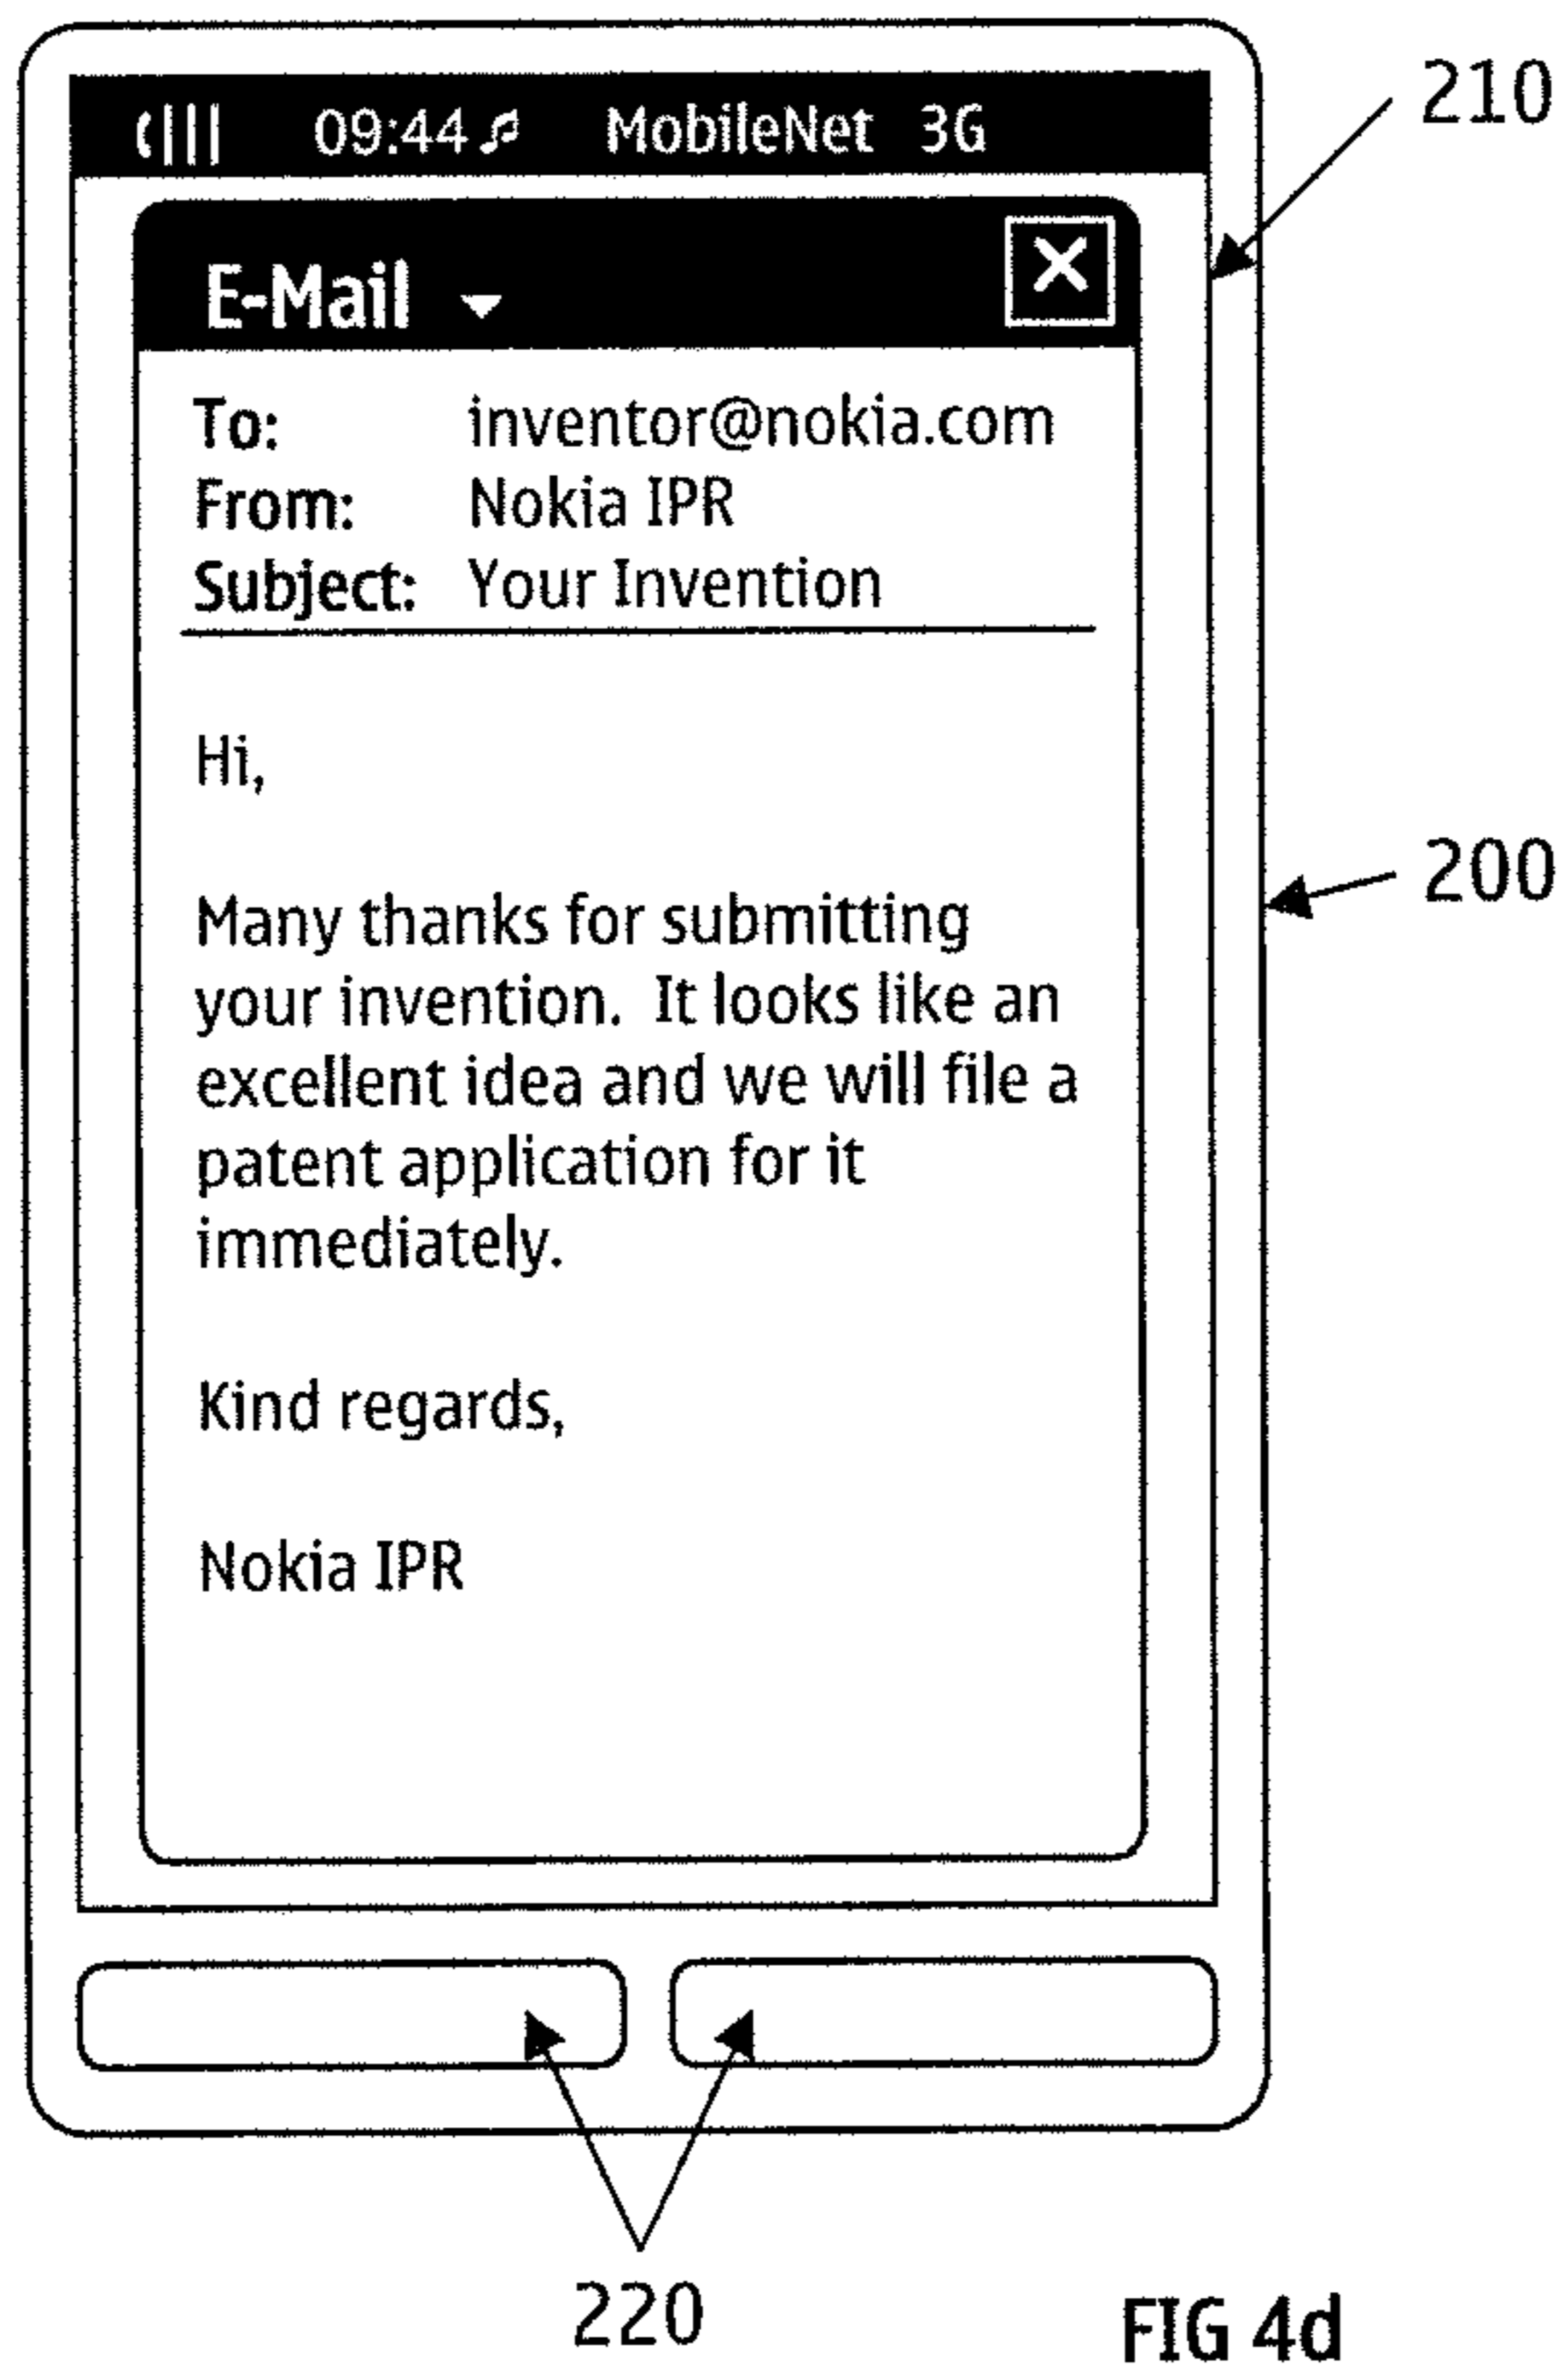 09:44 MobileNet 3G
210
E-Mail
To: inventor@nokia.com
From: Nokia IPR
Subject: Your Invention
Hi,
200
Many thanks for submitting
your invention. It looks like an
excellent idea and we will file a
patent application for it
immediately.
Kind regards,
Nokia IPR
220
FIG 4d